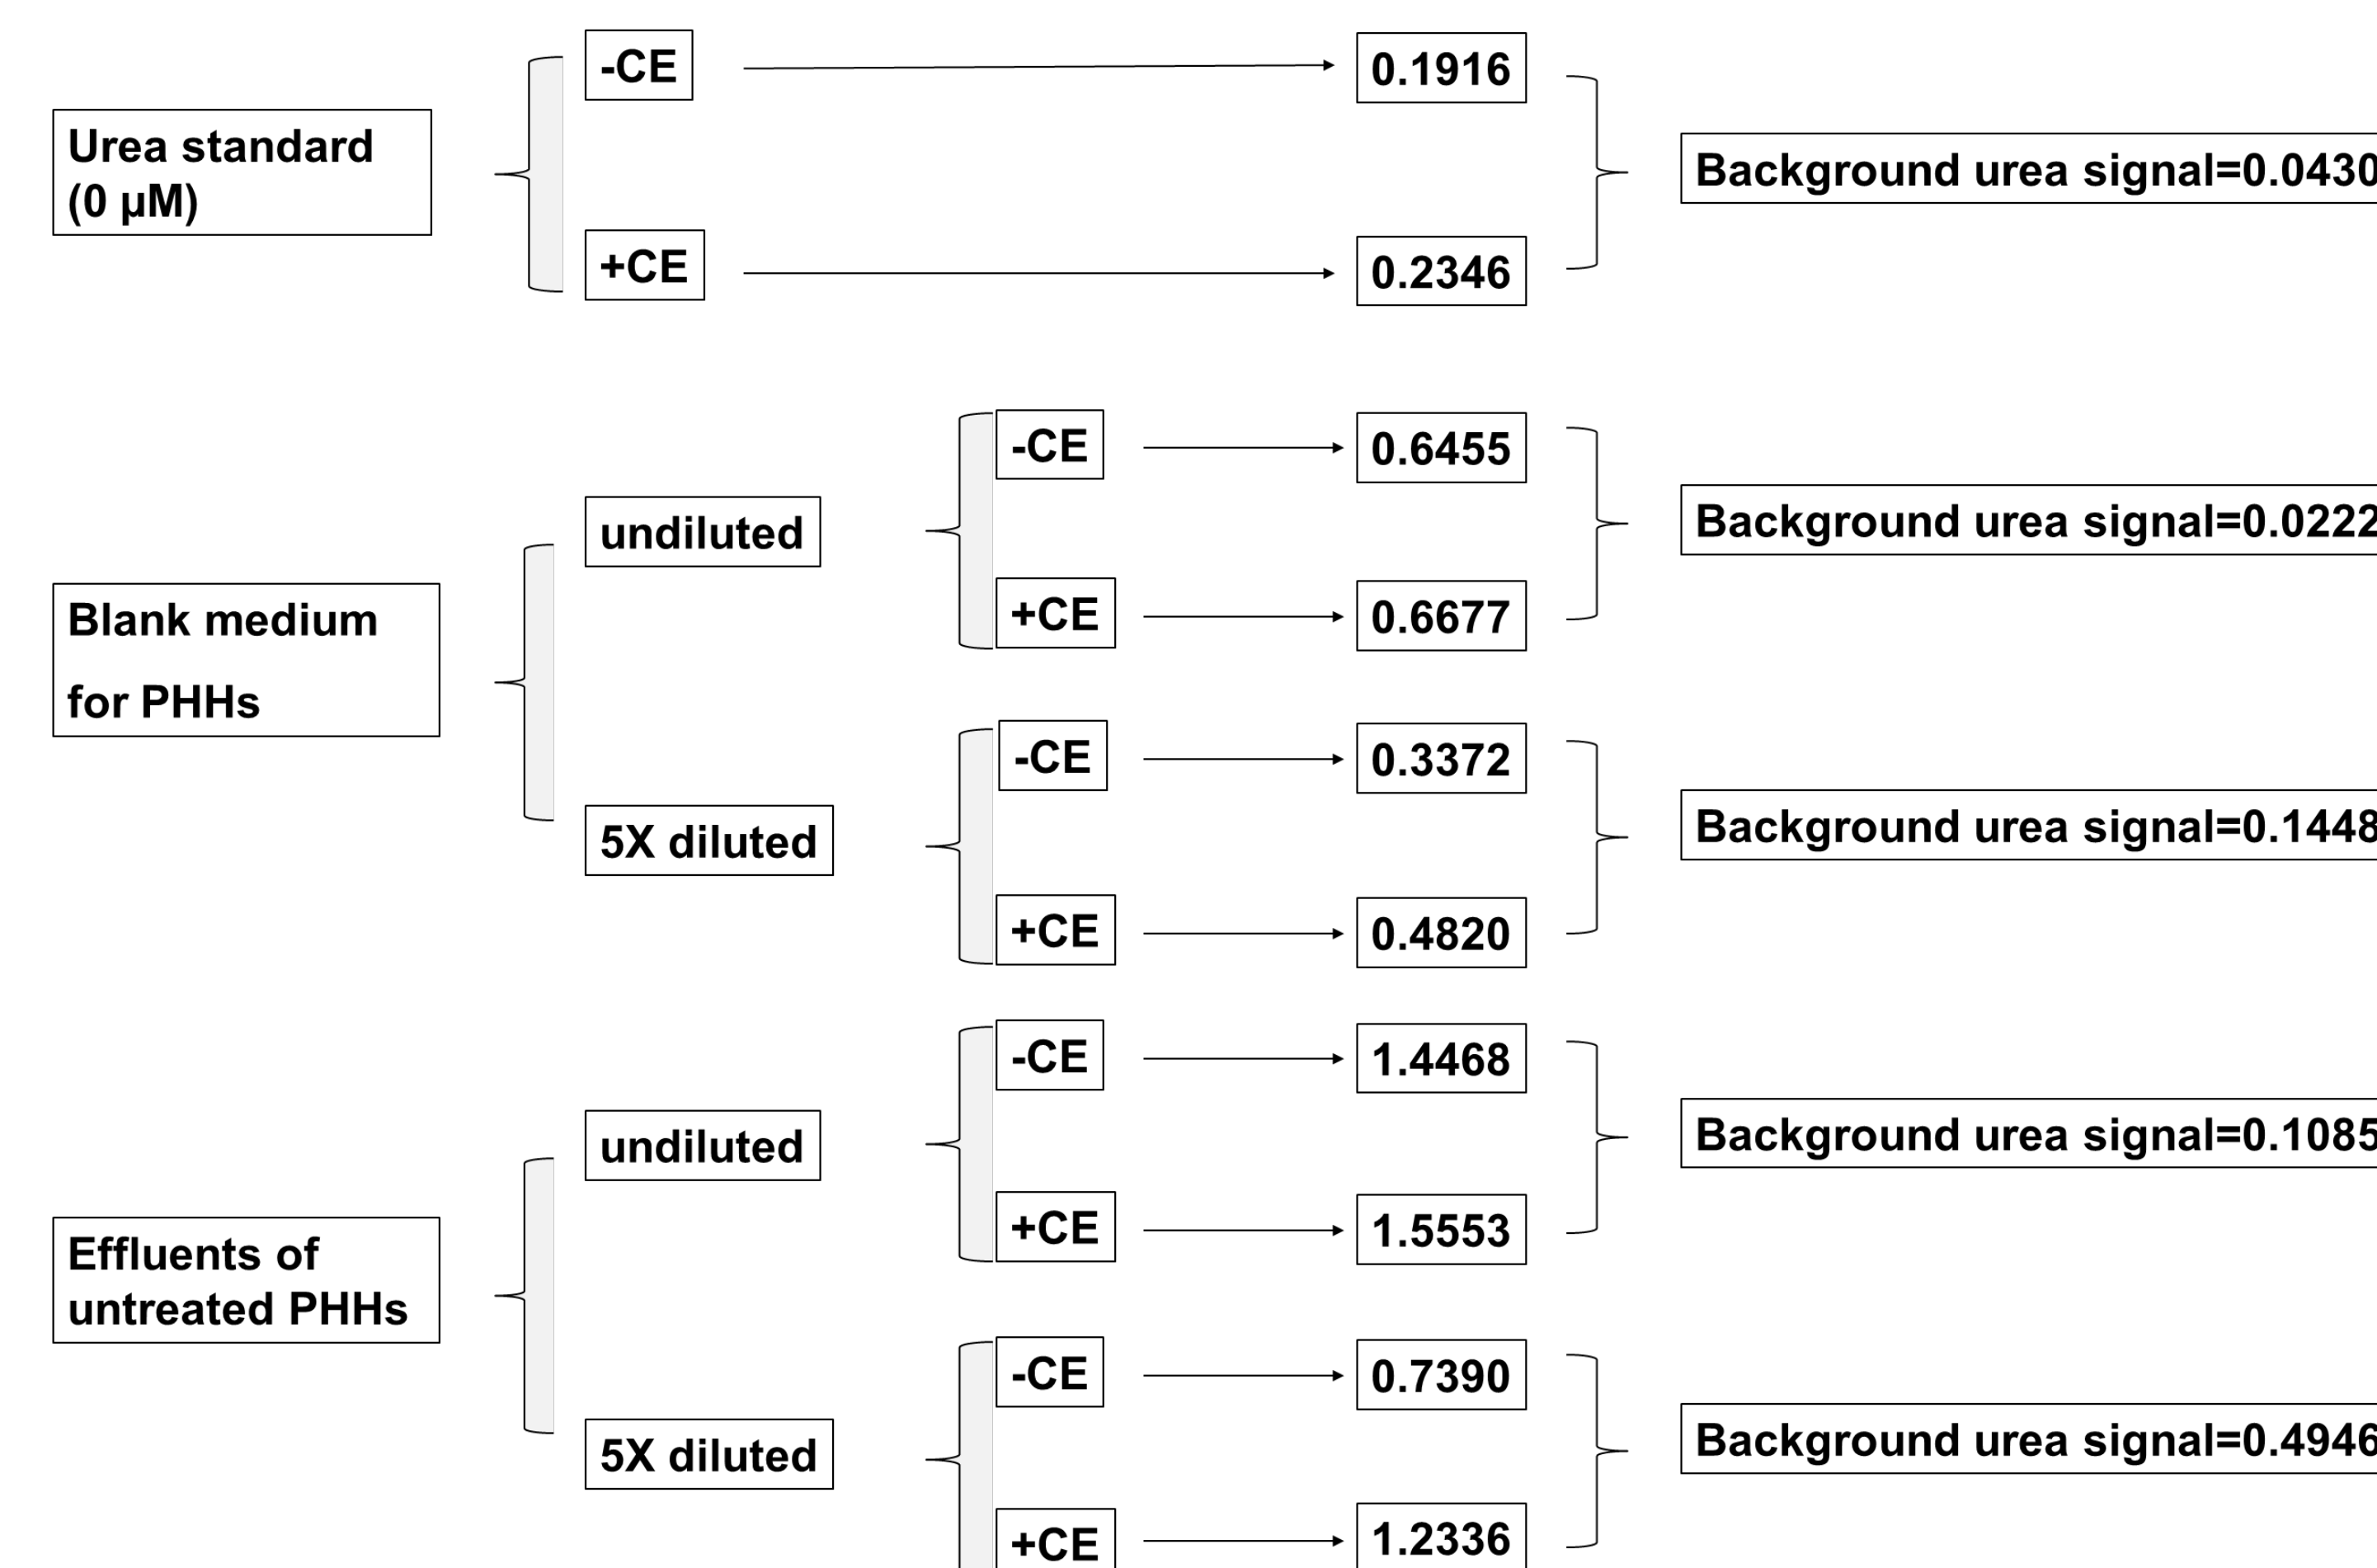 -CE
0.1916
Urea standard
(0 µM)
Background urea signal=0.0430
+CE
0.2346
-CE
0.6455
undiluted
Background urea signal=0.0222
+CE
0.6677
Blank medium
for PHHs
-CE
0.3372
5X diluted
Background urea signal=0.1448
+CE
0.4820
-CE
1.4468
undiluted
Background urea signal=0.1085
+CE
1.5553
Effluents of
untreated PHHs
-CE
0.7390
5X diluted
Background urea signal=0.4946
+CE
1.2336